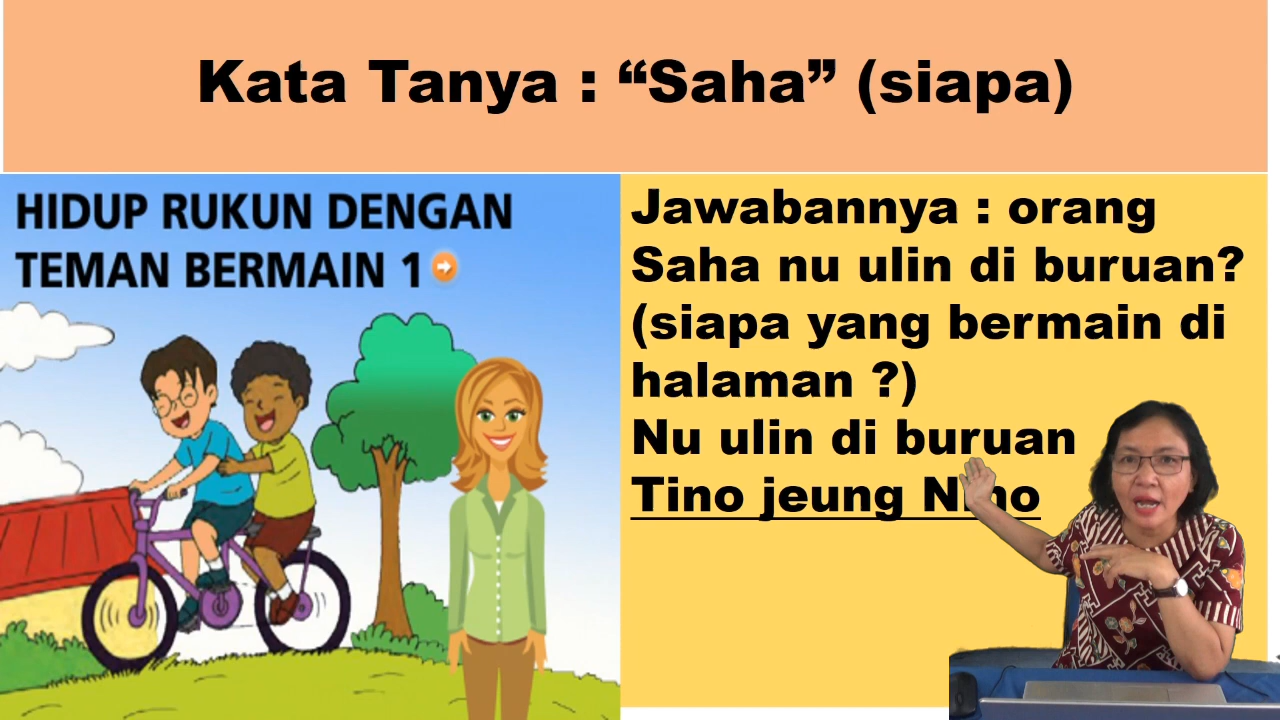 Kata Tanya : “Saha” (siapa)
HIDUP RUKUN DENGAN
TEMAN BERMAIN 1
Jawabannya : orang
Saha nu ulin di buruan?
(siapa yang bermain di
halaman ?)
Nu ulin di buruan
Tino jeung Nino